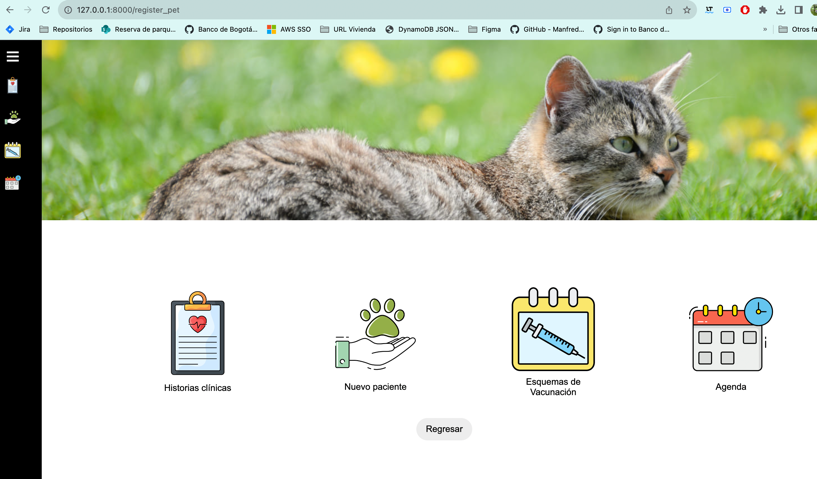 127.0.0.1:8000/register_pet
Jira
Repositorios
Reserva de parqu...
Banco de Bogotá...
AWS SSO
URL Vivienda
DynamoDB JSON...
Figma
GitHub - Manfred...
Sign in to Banco d...
»
Otros fa
LT
Historias clínicas
Nuevo paciente
Esquemas de
Vacunación
Agenda
Regresar